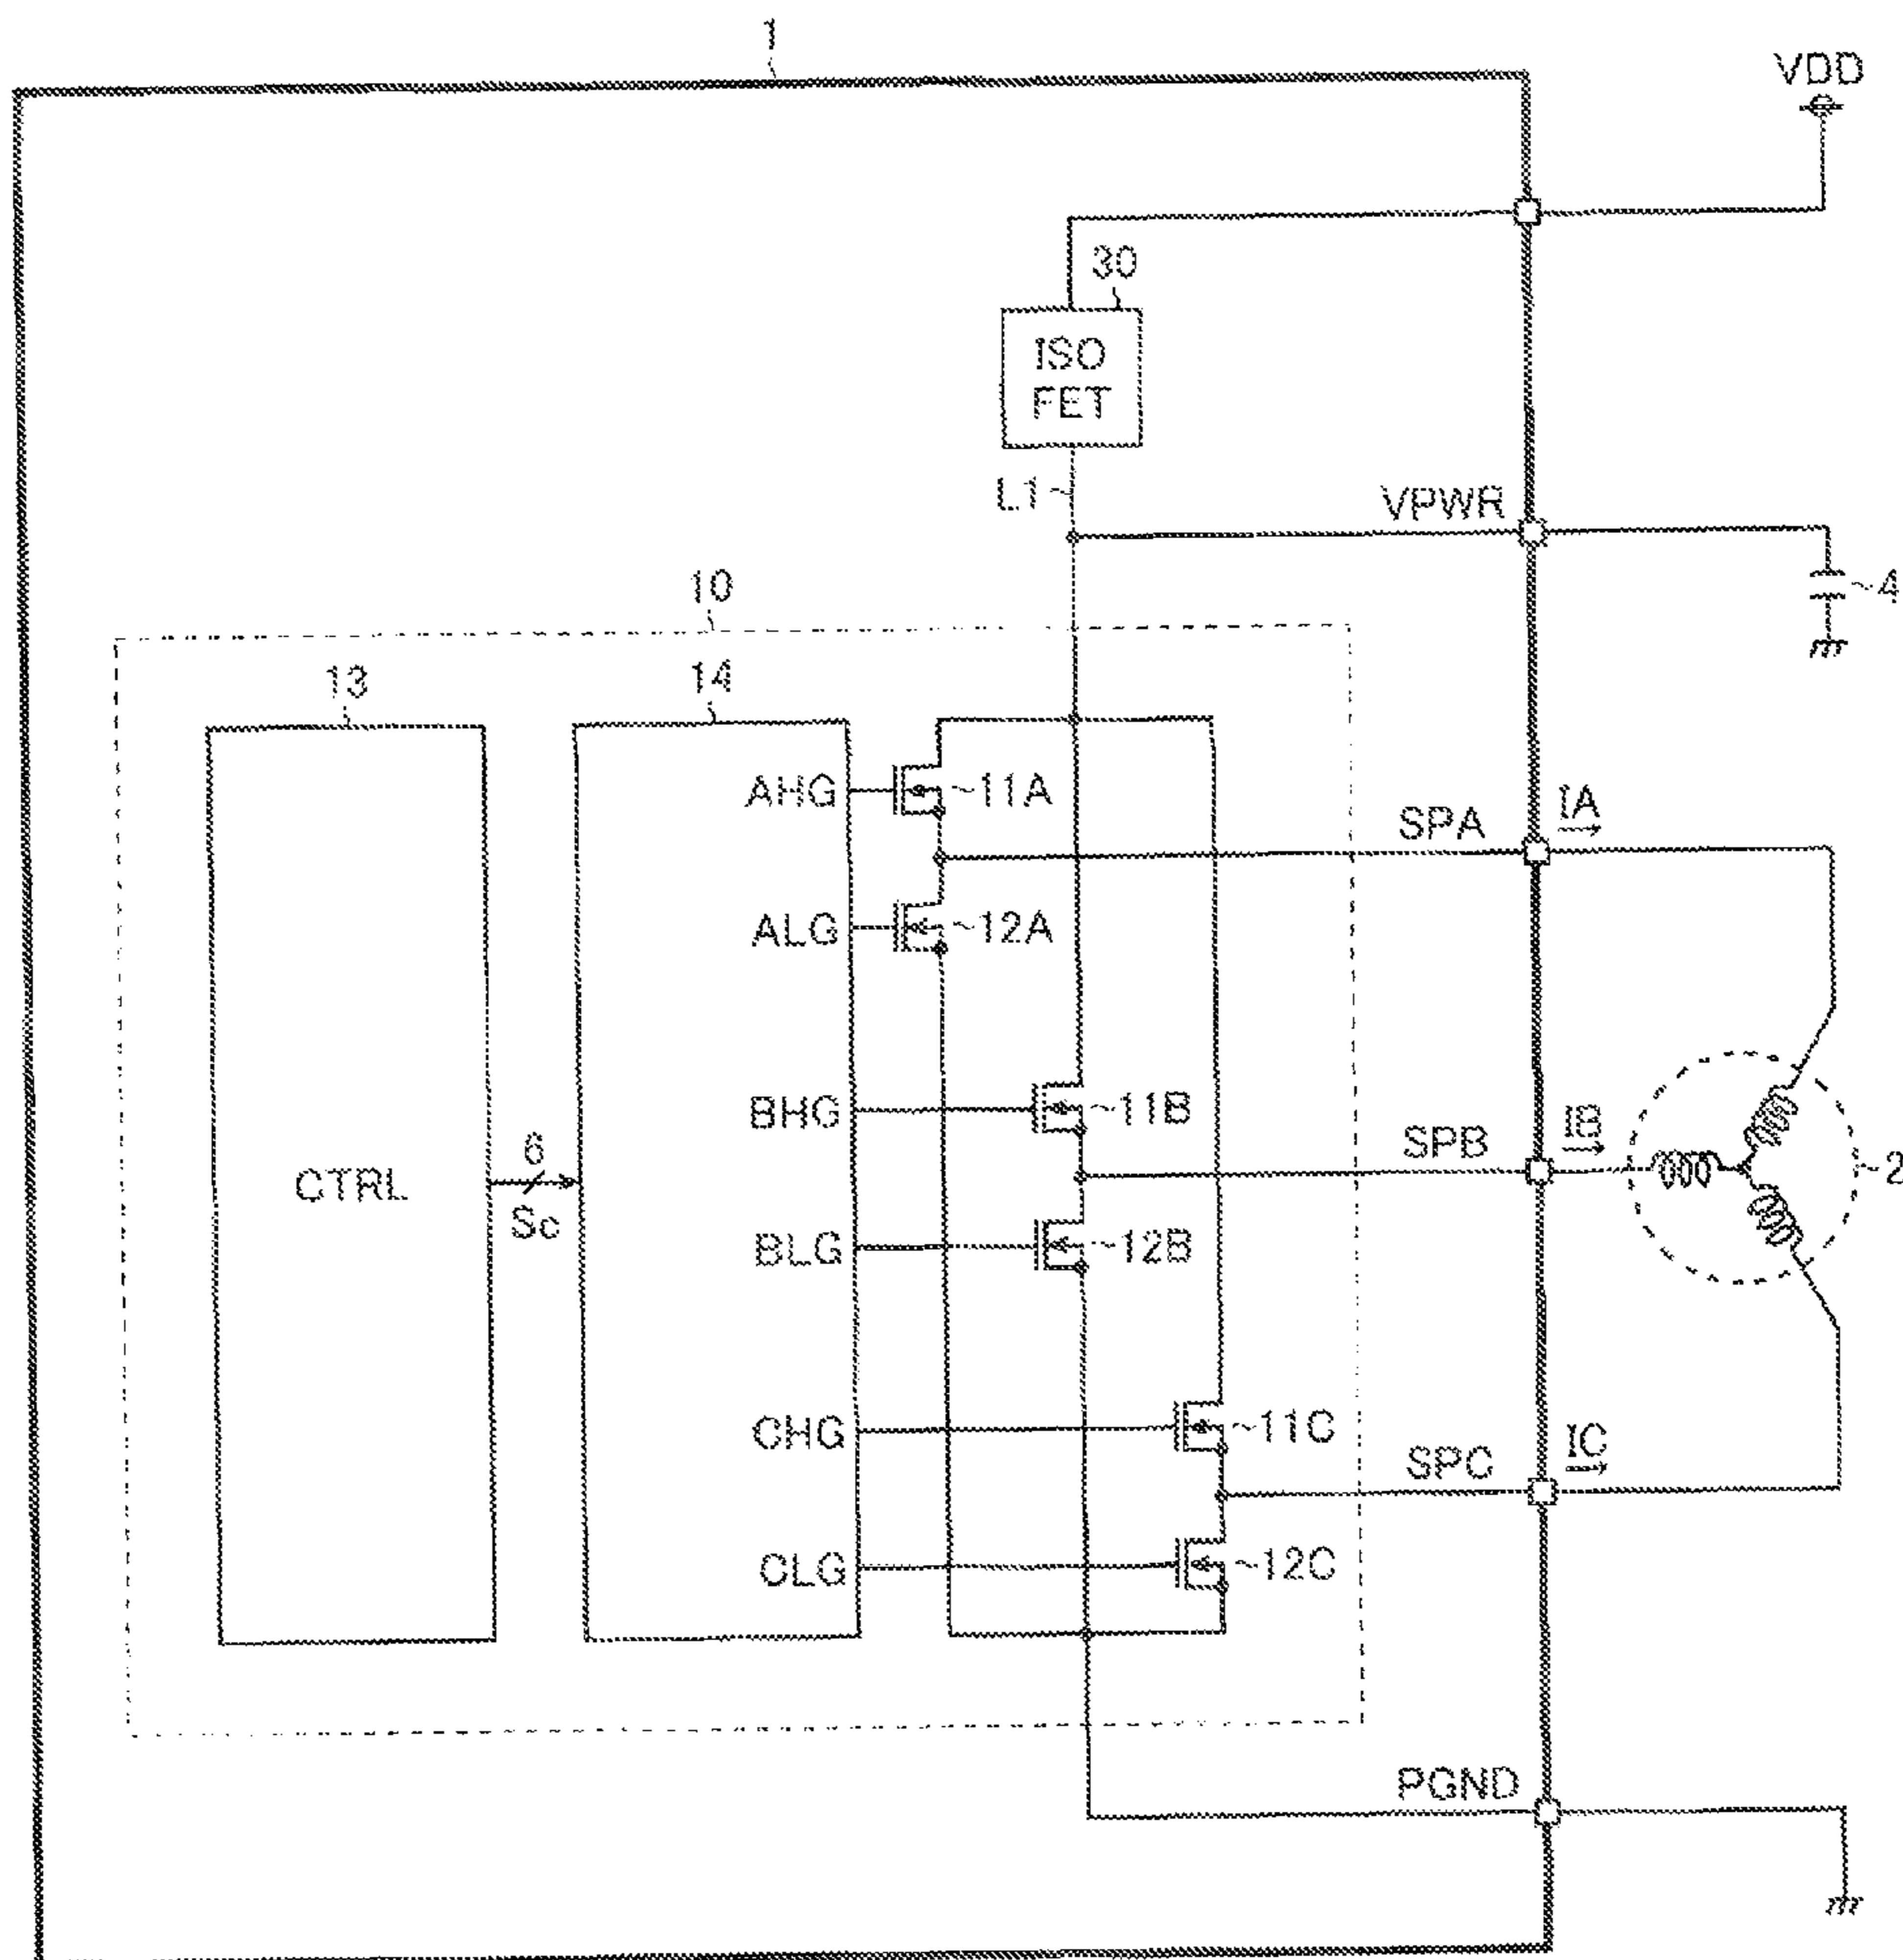 1
VDD
30
ISO
FET
L1
VPWR
4
10
13
14
AHG
11A
SPA
IA
ALG
12A
BHG
11B
SPB
IB
2
CTRL
6
Sc
BLG
12B
CHG
11C
SPC
IC
CLG
12C
PGND